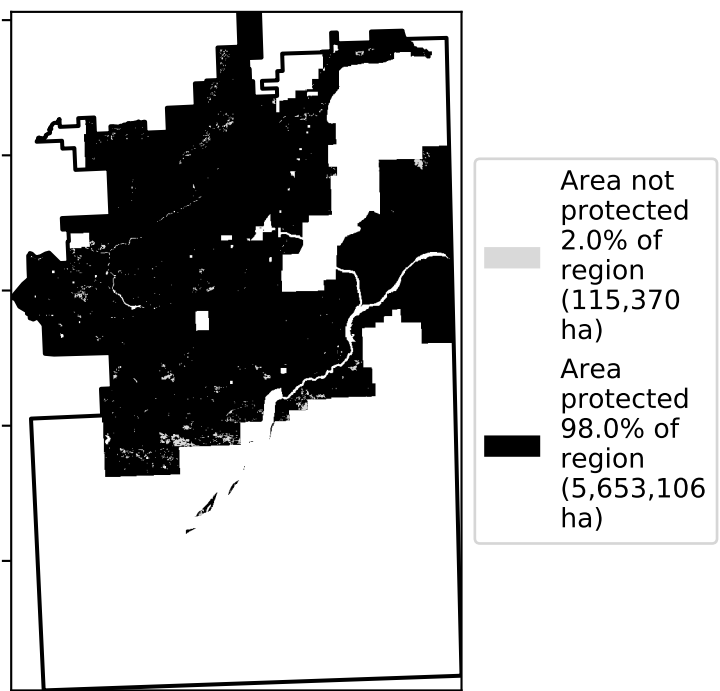 Area not
protected
2.0% of
region
(115,370
ha)
Area
protected
98.0% of
region
(5,653,106
ha)